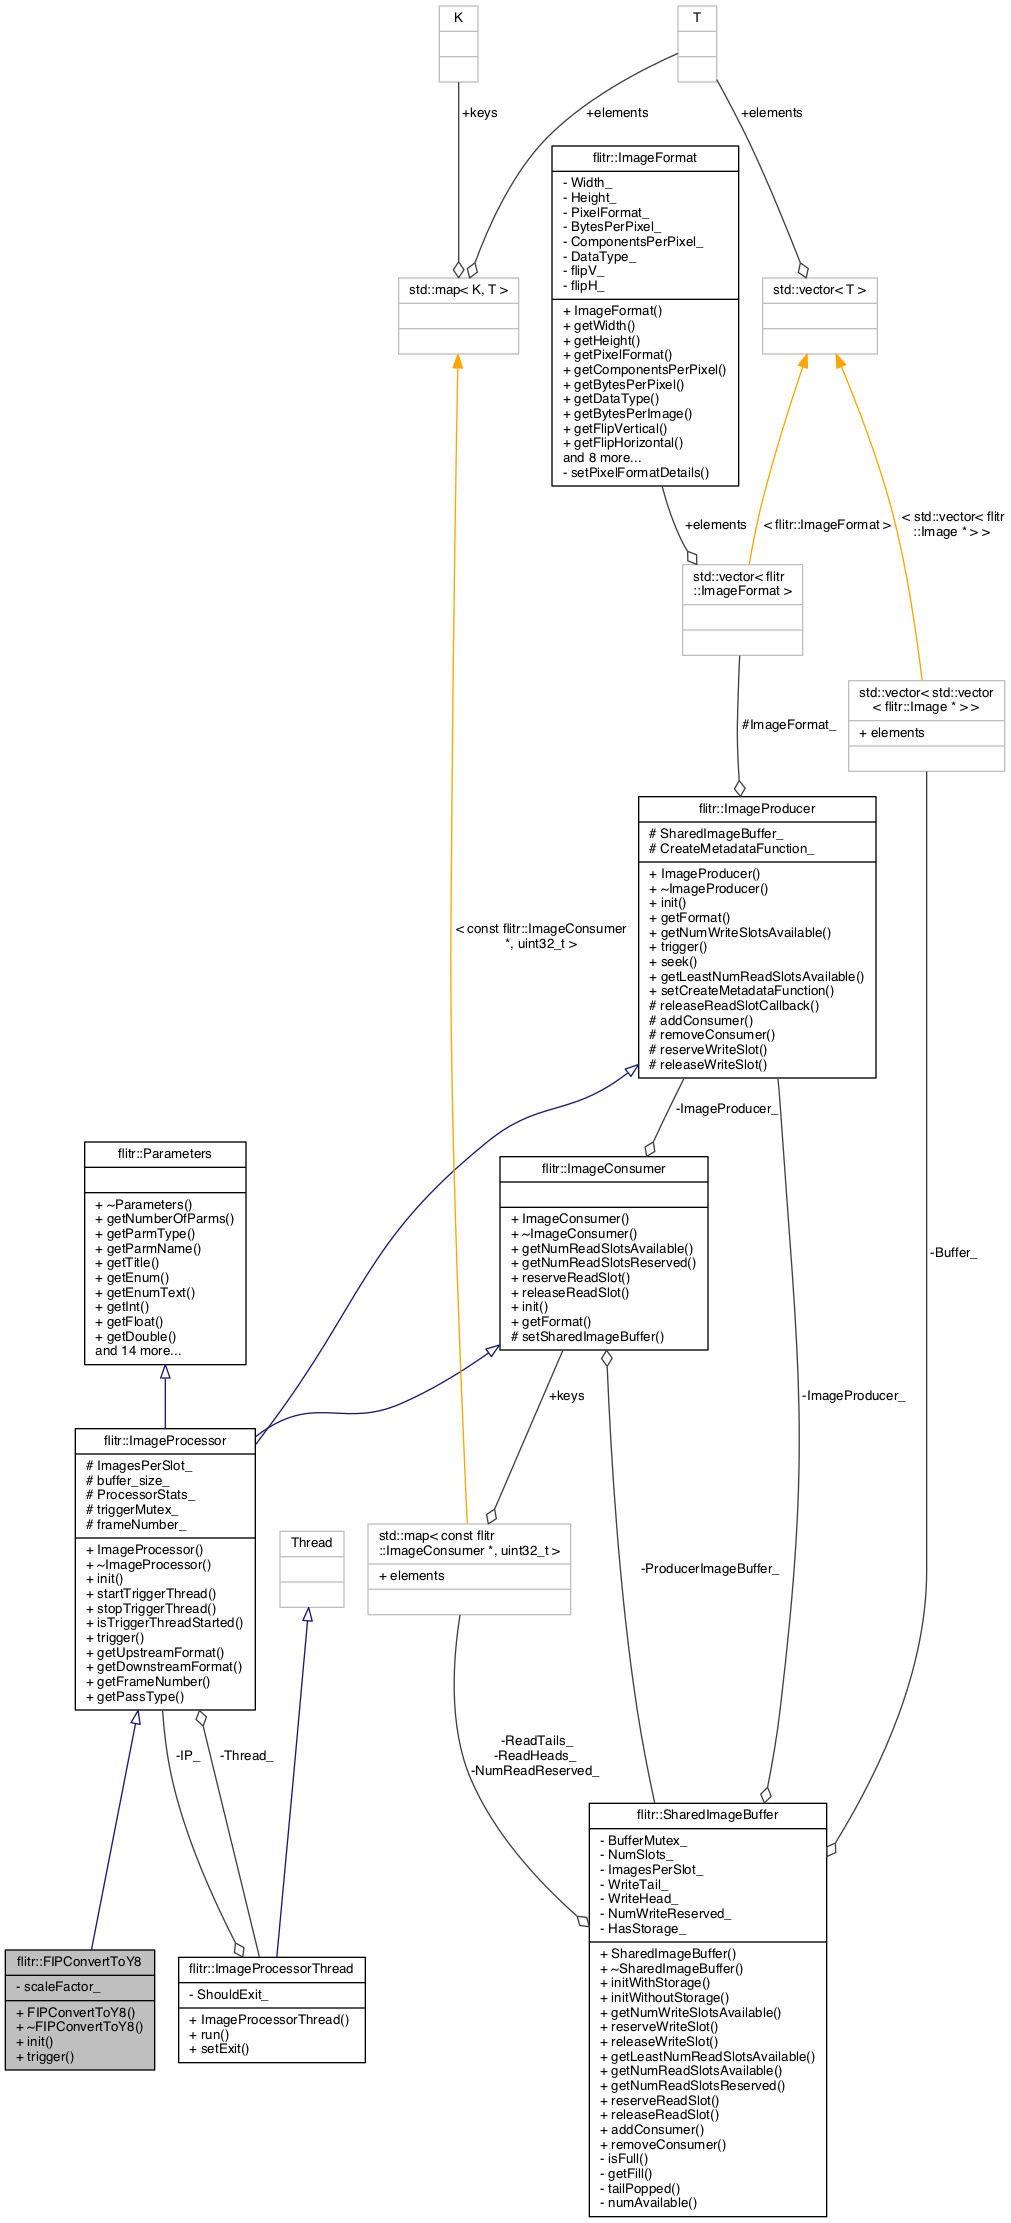 K
T
+keys
+elements
+elements
flitr::ImageFormat
- Width_
- Height_
- PixelFormat_
- BytesPerPixel_
- ComponentsPerPixel_
- DataType_
- flipV_
- flipH_
+ ImageFormat()
+ getWidth()
+ getHeight()
+ getPixelFormat()
+ getComponentsPerPixel()
+ getBytesPerPixel()
+ getDataType()
+ getBytesPerImage()
+ getFlipVertical()
+ getFlipHorizontal()
and 8 more...
- setPixelFormatDetails()
std::map< K, T >
std::vector< T >
+elements
< flitr::ImageFormat >
< std::vector< flitr
::Image * > >
std::vector< flitr
::ImageFormat >
std::vector< std::vector
< flitr::Image * > >
+ elements
#ImageFormat_
flitr::ImageProducer
# SharedImageBuffer_
# CreateMetadataFunction_
+ ImageProducer()
+ ~ImageProducer()
+ init()
+ getFormat()
+ getNumWriteSlotsAvailable()
+ trigger()
+ seek()
+ getLeastNumReadSlotsAvailable()
+ setCreateMetadataFunction()
# releaseReadSlotCallback()
# addConsumer()
# removeConsumer()
# reserveWriteSlot()
# releaseWriteSlot()
< const flitr::ImageConsumer
*, uint32_t >
-ImageProducer_
flitr::Parameters
+ ~Parameters()
+ getNumberOfParms()
+ getParmType()
+ getParmName()
+ getTitle()
+ getEnum()
+ getEnumText()
+ getInt()
+ getFloat()
+ getDouble()
and 14 more...
flitr::ImageConsumer
+ ImageConsumer()
+ ~ImageConsumer()
+ getNumReadSlotsAvailable()
+ getNumReadSlotsReserved()
+ reserveReadSlot()
+ releaseReadSlot()
+ init()
+ getFormat()
# setSharedImageBuffer()
-Buffer_
+keys
-ImageProducer_
flitr::ImageProcessor
# ImagesPerSlot_
# buffer_size_
# ProcessorStats_
# triggerMutex_
# frameNumber_
+ ImageProcessor()
+ ~ImageProcessor()
+ init()
+ startTriggerThread()
+ stopTriggerThread()
+ isTriggerThreadStarted()
+ trigger()
+ getUpstreamFormat()
+ getDownstreamFormat()
+ getFrameNumber()
+ getPassType()
Thread
std::map< const flitr
::ImageConsumer *, uint32_t >
+ elements
-ProducerImageBuffer_
-IP_
-Thread_
-ReadTails_
-ReadHeads_
-NumReadReserved_
flitr::FIPConvertToY8
- scaleFactor_
+ FIPConvertToY8()
+ ~FIPConvertToY8()
+ init()
+ trigger()
flitr::ImageProcessorThread
- ShouldExit_
+ ImageProcessorThread()
+ run()
+ setExit()
flitr::SharedImageBuffer
- BufferMutex_
- NumSlots_
- ImagesPerSlot_
- WriteTail_
- WriteHead_
- NumWriteReserved_
- HasStorage_
+ SharedImageBuffer()
+ ~SharedImageBuffer()
+ initWithStorage()
+ initWithoutStorage()
+ getNumWriteSlotsAvailable()
+ reserveWriteSlot()
+ releaseWriteSlot()
+ getLeastNumReadSlotsAvailable()
+ getNumReadSlotsAvailable()
+ getNumReadSlotsReserved()
+ reserveReadSlot()
+ releaseReadSlot()
+ addConsumer()
+ removeConsumer()
- isFull()
- getFill()
- tailPopped()
- numAvailable()